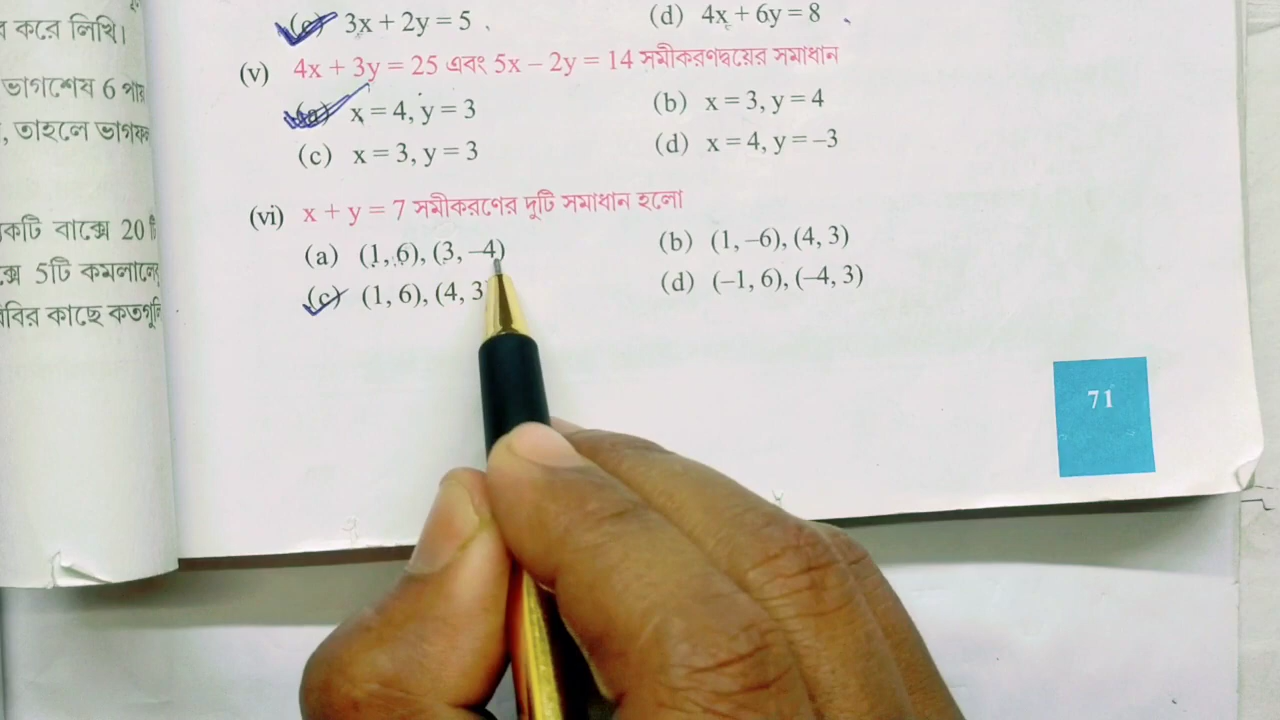 করে লিখি।
ভাগশেষ 6 পাই
, তাহলে ভাগফল
কটি বাক্সে 20 টি
5টি কমলালেবু
বিবির কাছে কতগুলি
(c) 3x + 2y = 5 (d) 4x + 6y = 8
(v) 4x + 3y = 25 এবং 5x – 2y = 14 সমীকরণদ্বয়ের সমাধান
(a) x = 4, y = 3 (b) x = 3, y = 4
(c) x = 3, y = 3 (d) x = 4, y = –3
(vi) x + y = 7 সমীকরণের দুটি সমাধান হলো
(a) (1, 6), (3, –4) (b) (1, –6), (4, 3)
(c) (1, 6), (4, 3 (d) (–1, 6), (–4, 3)
71